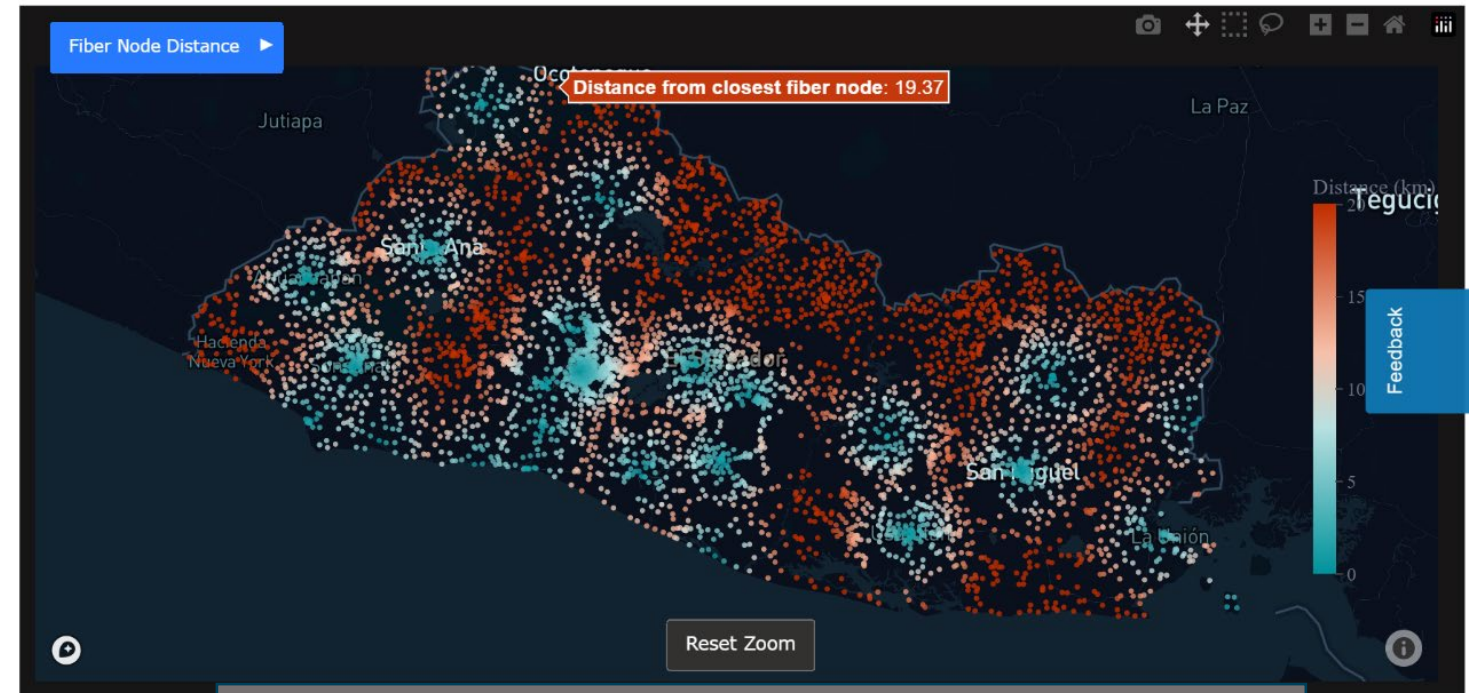 Fiber Node Distance
Distance from closest fiber node: 19.37
Jutiapa
La Paz
Distance (km)
20
15
10
5
0
Santa Ana
Hacienda
Nueva York
San Miguel
La Unión
Feedback
Reset Zoom